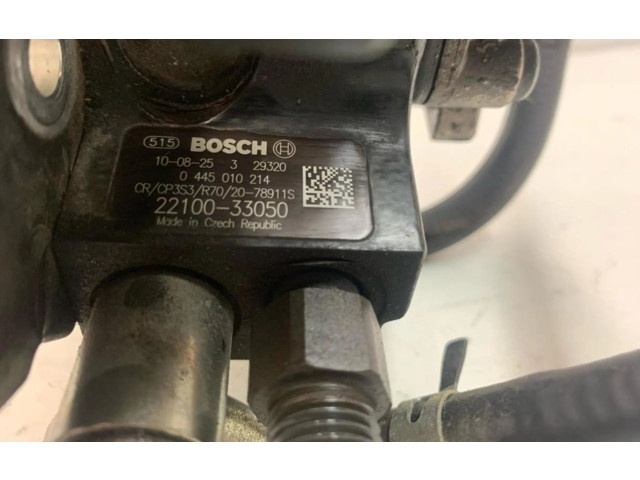 515 BOSCH
10-08-25 3 29320
0 445 010 214
CR/CP3S3/R70/20-78911S
22100-33050
Made in Czech Republic